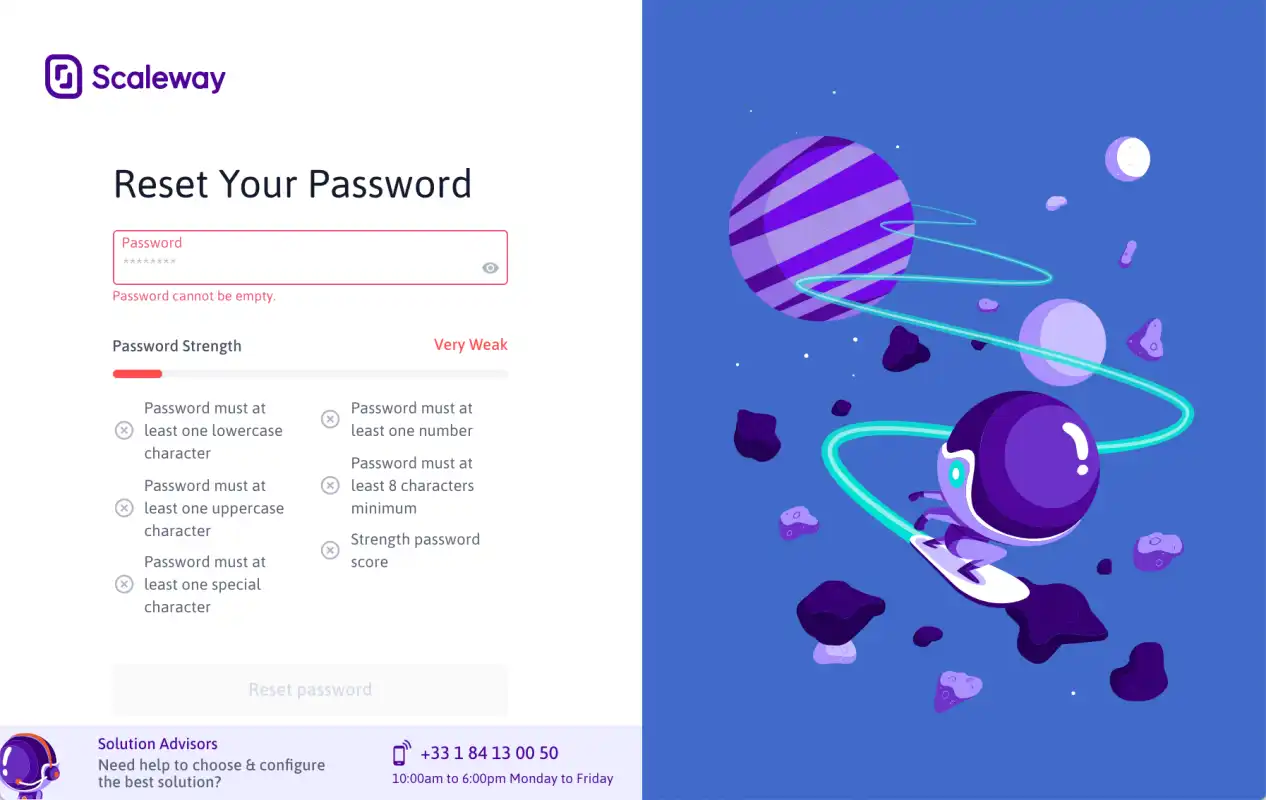 Scaleway
Reset Your Password
Password
********
Password cannot be empty.
Password Strength
Very Weak
Password must at
least one lowercase
character
Password must at
least one uppercase
character
Password must at
least one special
character
Password must at
least one number
Password must at
least 8 characters
minimum
Strength password
score
Reset password
Solution Advisors
Need help to choose & configure
the best solution?
+33 1 84 13 00 50
10:00am to 6:00pm Monday to Friday